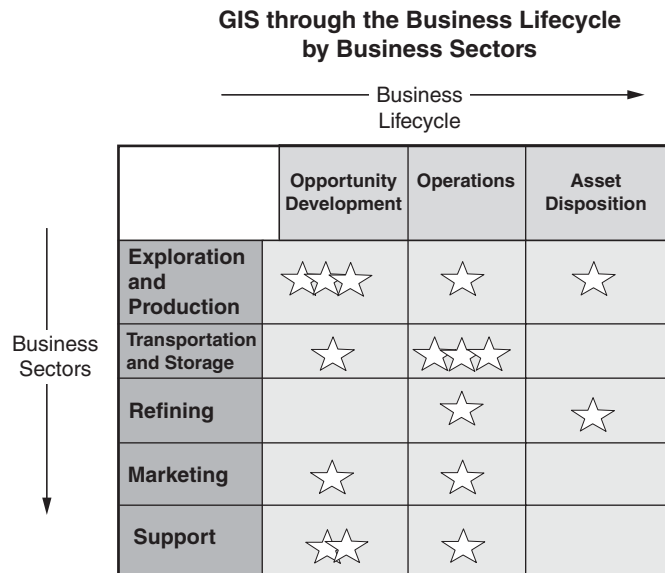 GIS through the Business Lifecycle
by Business Sectors
Business
Lifecycle
Opportunity
Development
Operations
Asset
Disposition
Business
Sectors
Exploration
and
Production
Transportation
and Storage
Refining
Marketing
Support